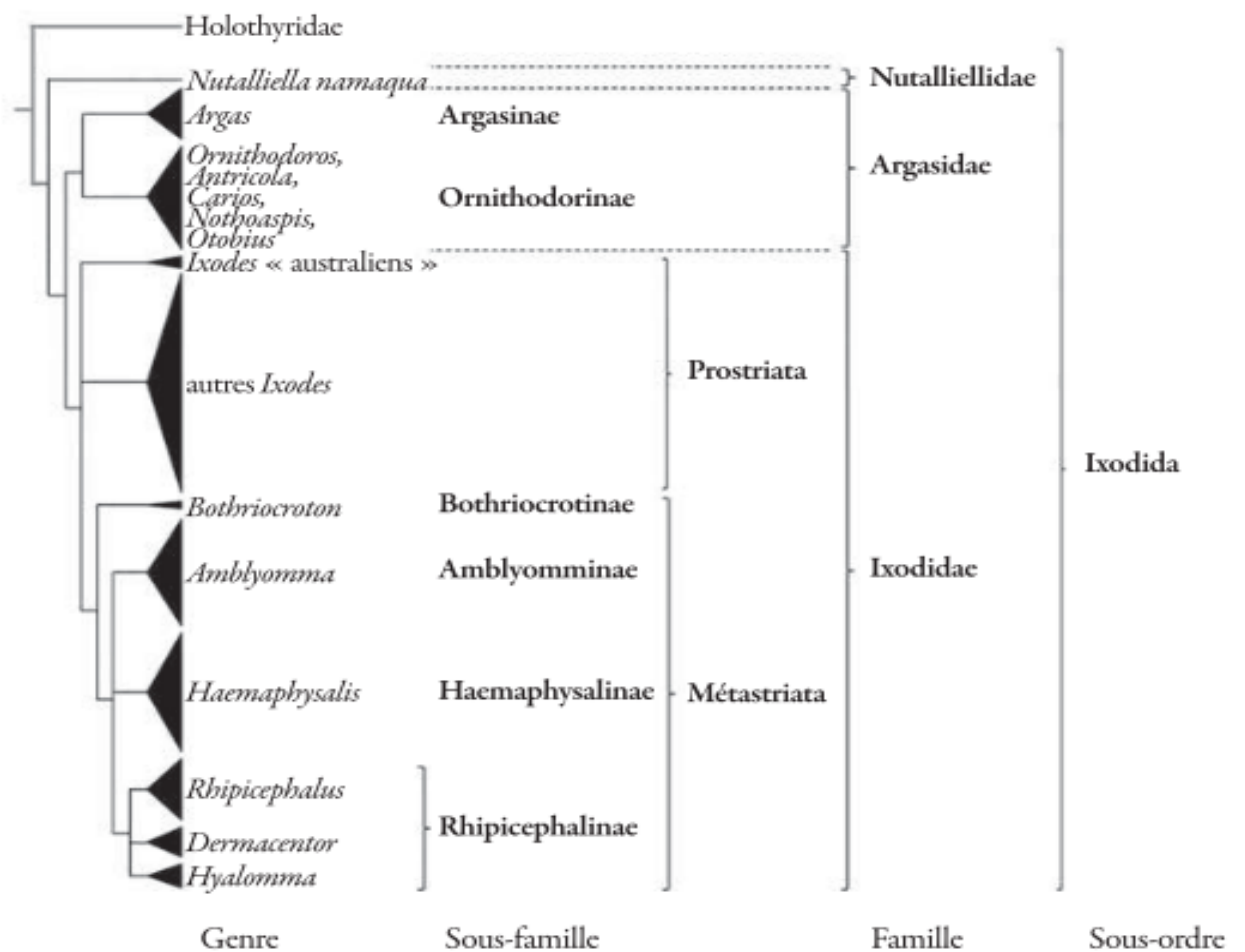 Holothyridae
Nutalliella namaqua
Nutalliellidae
Argas
Argasinae
Ornithodoros,
Antricola,
Carios,
Nothoaspis,
Otobius
Ornithodorinae
Argasidae
Ixodes « australiens »
autres Ixodes
Prostriata
Ixodida
Bothriocroton
Bothriocrotinae
Amblyomma
Amblyomminae
Ixodidae
Haemaphysalis
Haemaphysalinae
Métastriata
Rhipicephalus
Dermacentor
Hyalomma
Rhipicephalinae
Genre
Sous-famille
Famille
Sous-ordre